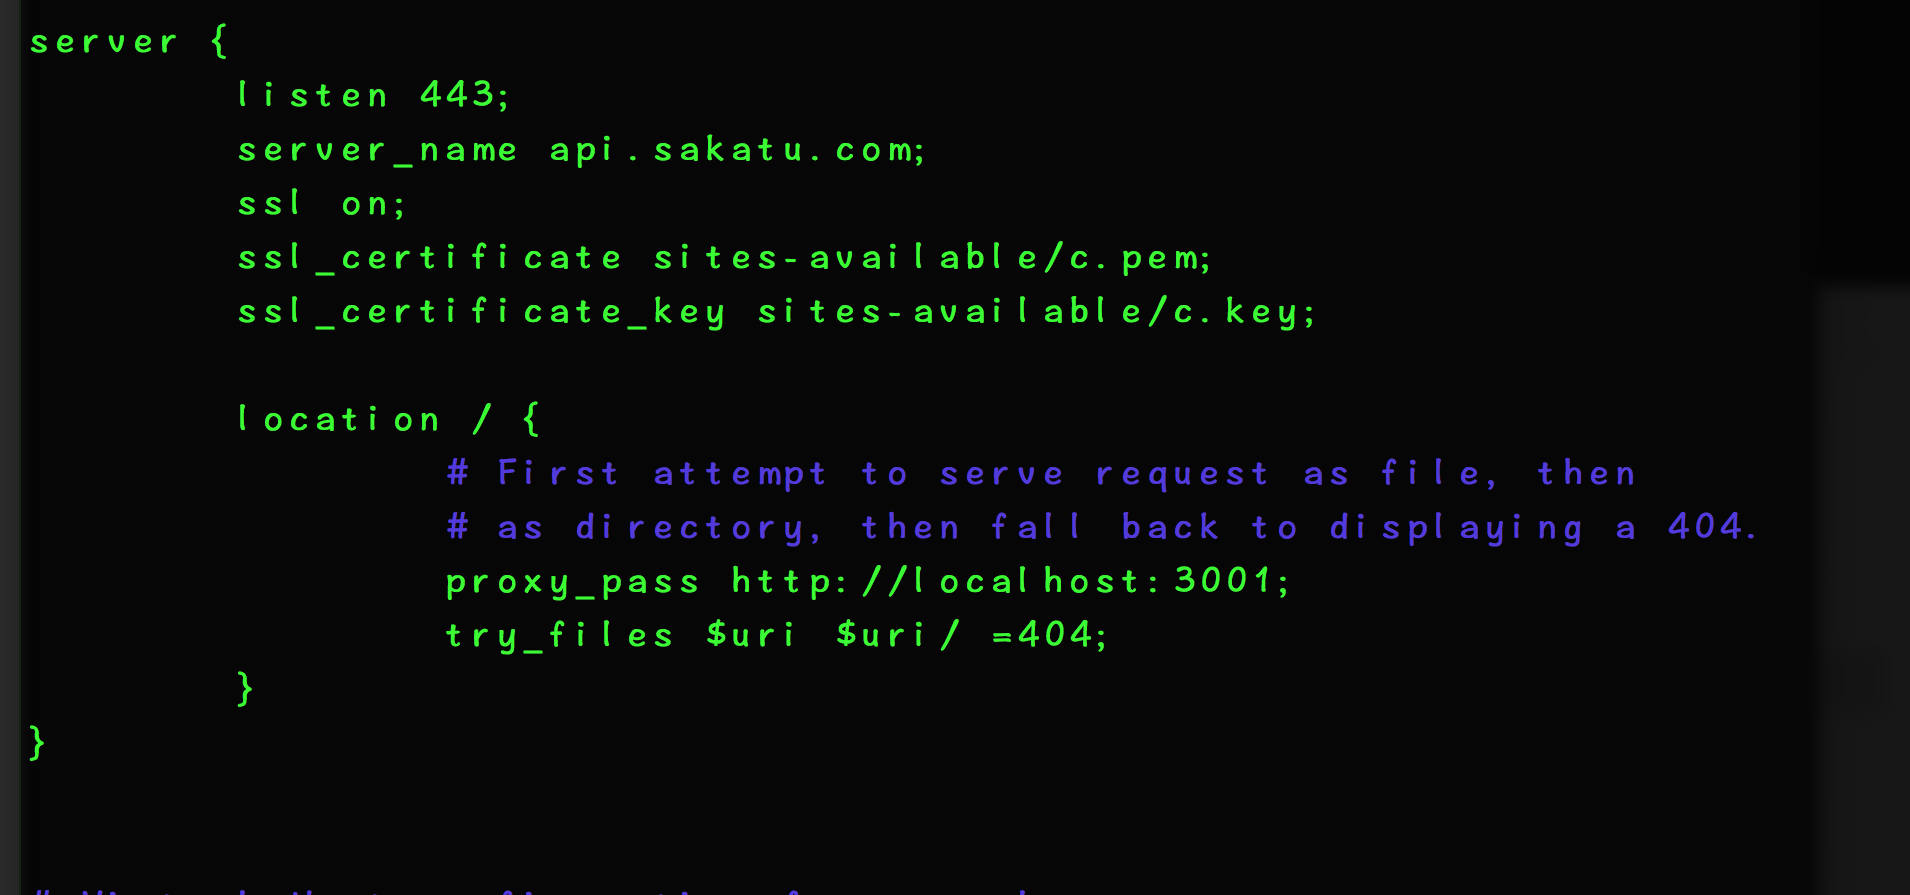 server {
listen 443;
server_name api.sakatu.com;
ssl on;
ssl_certificate sites-available/c.pem;
ssl_certificate_key sites-available/c.key;
location / {
# First attempt to serve request as file, then
# as directory, then fall back to displaying a 404.
proxy_pass http://localhost:3001;
try_files $uri $uri/ =404;
}
}